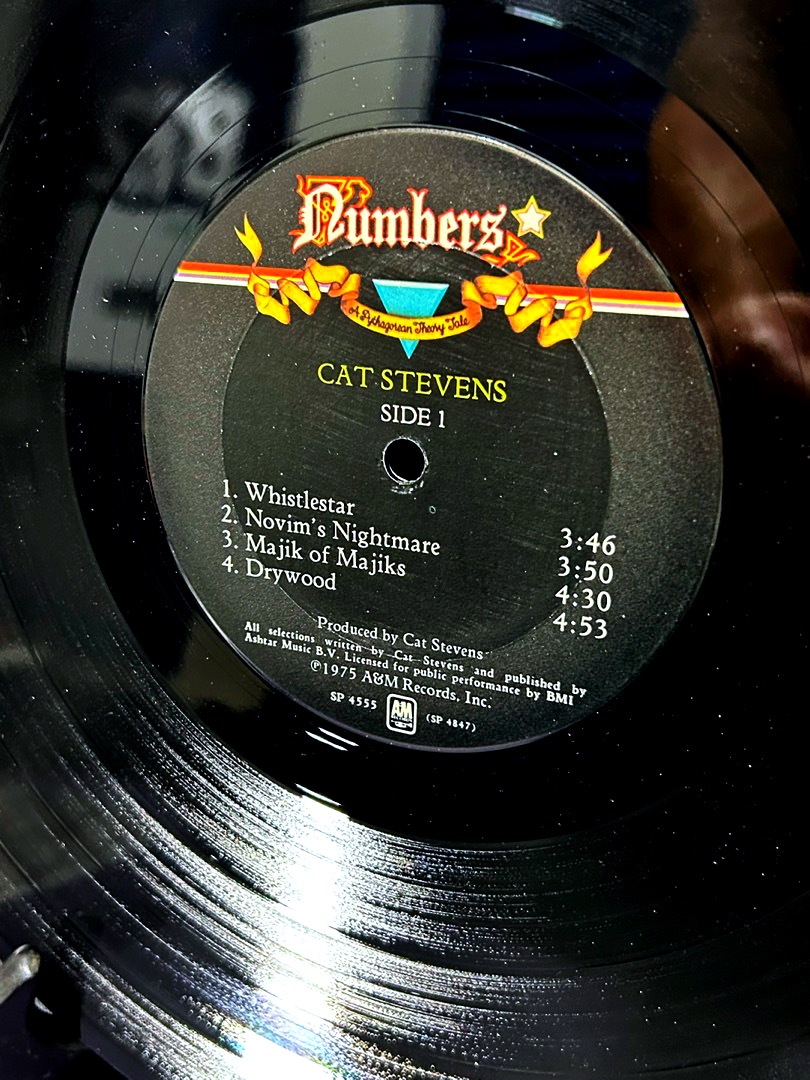 Numbers
A Pythagorean Theory Tale
CAT STEVENS
SIDE 1
1. Whistlestar 3:46
2. Novim's Nightmare 3:50
3. Majik of Majiks 4:30
4. Drywood 4:53
Produced by Cat Stevens
All selections written by Cat Stevens and published by
Ashtar Music B.V. Licensed for public performance by BMI
℗1975 A&M Records, Inc.
SP 4555 A&M (SP 4847)